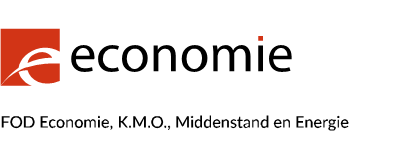 economie
FOD Economie, K.M.O., Middenstand en Energie